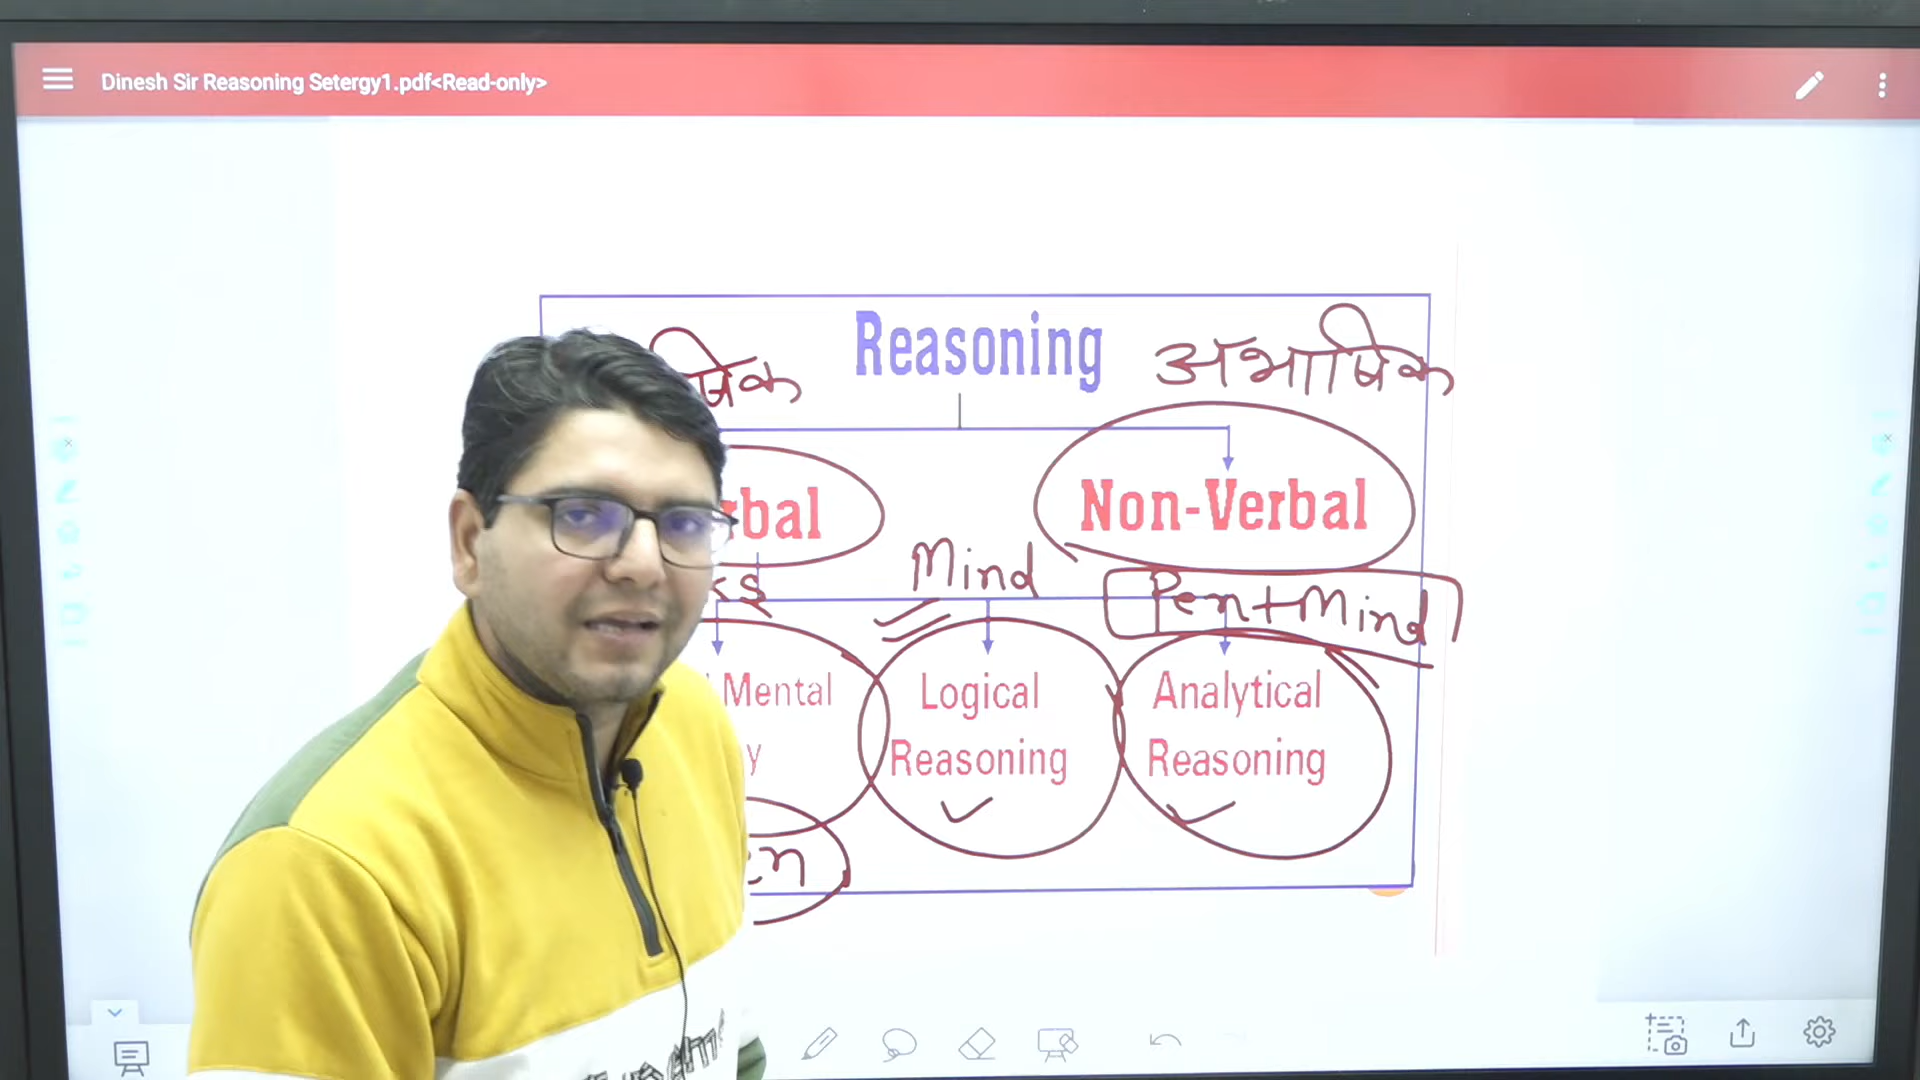 Dinesh Sir Reasoning Setergy1.pdf<Read-only>
Reasoning
अभाषिक
Non-Verbal
Mind
Pen+Mind
Mental
Logical
Reasoning
Analytical
Reasoning